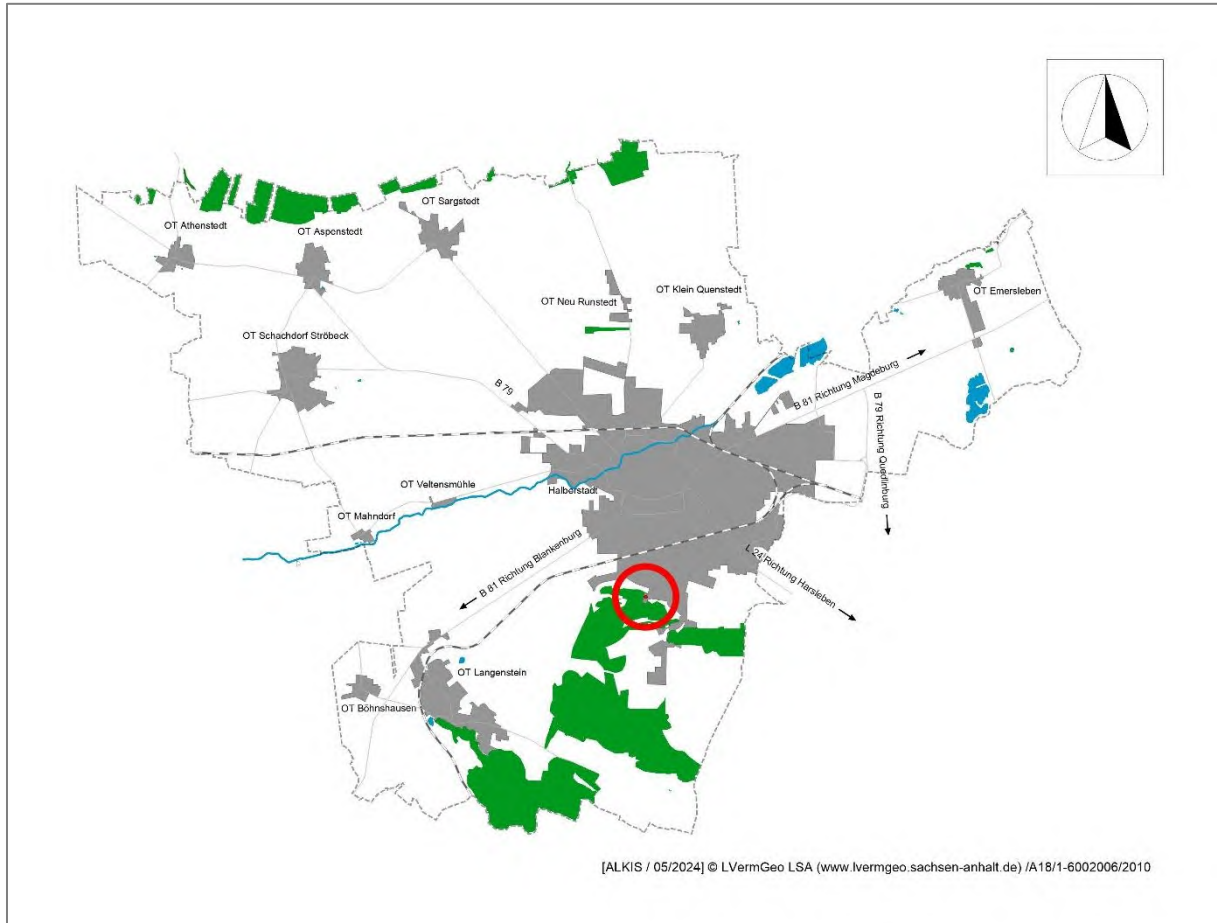 OT Sargstedt
OT Athenstedt
OT Aspenstedt
OT Emersleben
OT Neu Runstedt
OT Klein Quenstedt
OT Schachdorf Ströbeck
B 81 Richtung Magdeburg
B 79
B 79 Richtung Quedlinburg
OT Veltensmühle
Halberstadt
OT Mahndorf
B 81 Richtung Blankenburg
L 24 Richtung Harsleben
OT Langenstein
OT Böhnshausen
[ALKIS / 05/2024] © LVermGeo LSA (www.lvermgeo.sachsen-anhalt.de) /A18/1-6002006/2010